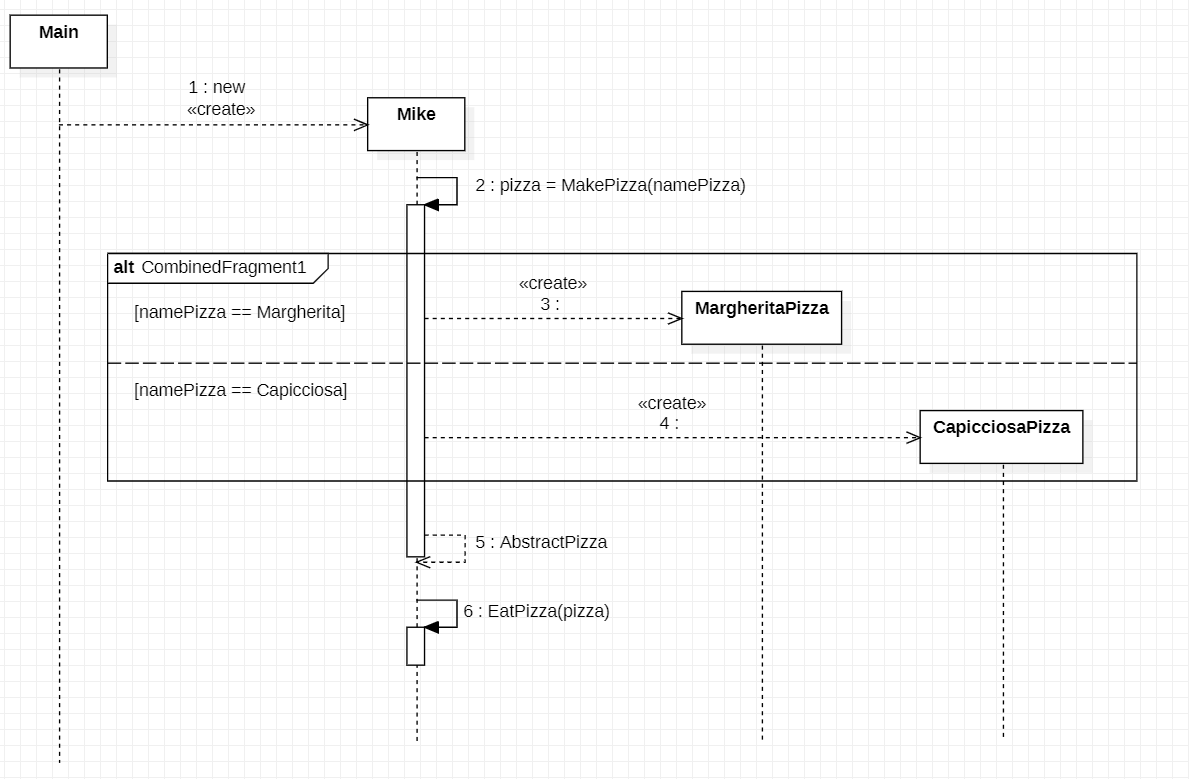 Main
1 : new
«create»
Mike
2 : pizza = MakePizza(namePizza)
alt CombinedFragment1
«create»
3 :
[namePizza == Margherita]
MargheritaPizza
[namePizza == Capicciosa]
«create»
4 :
CapicciosaPizza
5 : AbstractPizza
6 : EatPizza(pizza)